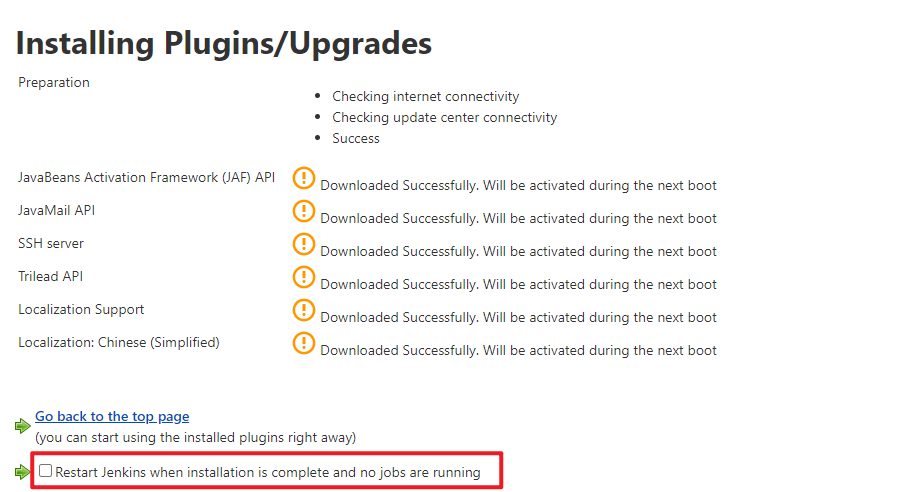 Installing Plugins/Upgrades
Preparation
Checking internet connectivity
Checking update center connectivity
Success
JavaBeans Activation Framework (JAF) API Downloaded Successfully. Will be activated during the next boot
JavaMail API Downloaded Successfully. Will be activated during the next boot
SSH server Downloaded Successfully. Will be activated during the next boot
Trilead API Downloaded Successfully. Will be activated during the next boot
Localization Support Downloaded Successfully. Will be activated during the next boot
Localization: Chinese (Simplified) Downloaded Successfully. Will be activated during the next boot
Go back to the top page
(you can start using the installed plugins right away)
Restart Jenkins when installation is complete and no jobs are running